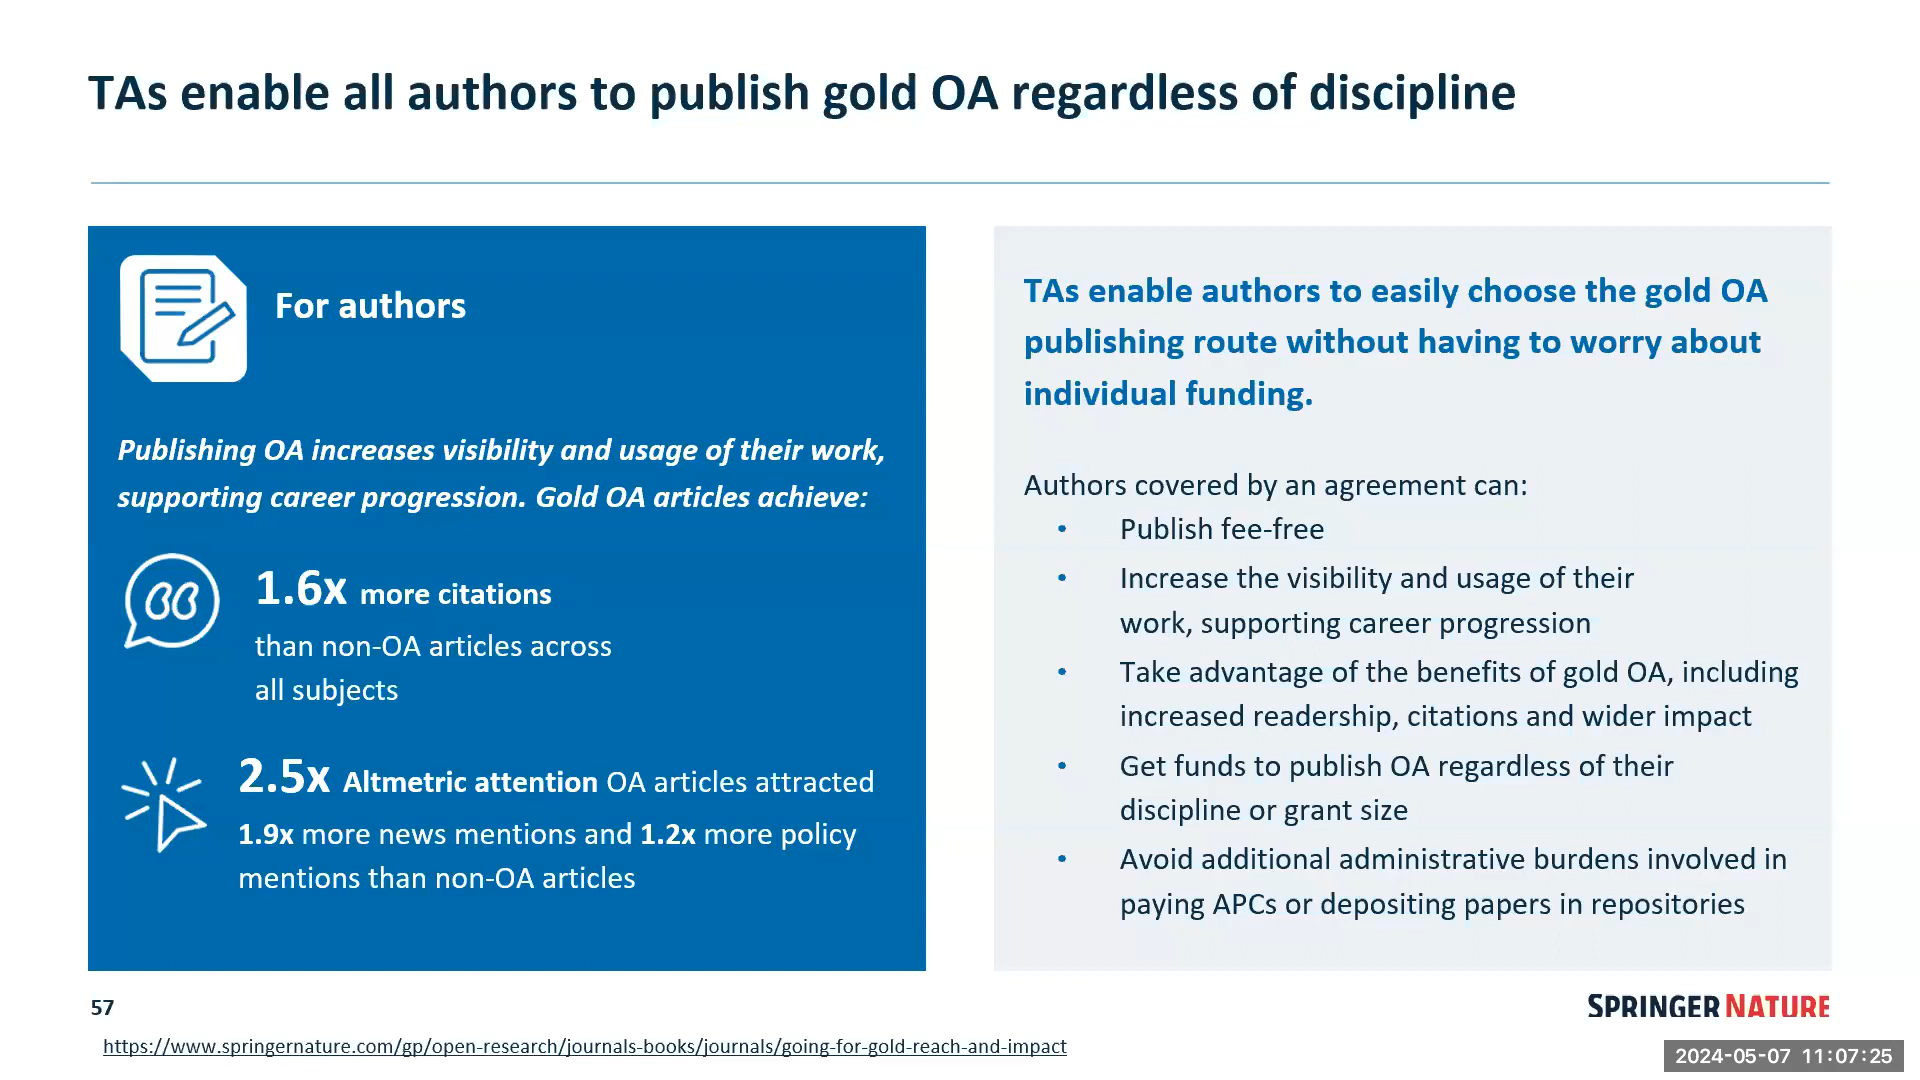 TAs enable all authors to publish gold OA regardless of discipline
For authors
Publishing OA increases visibility and usage of their work,
supporting career progression. Gold OA articles achieve:
1.6x more citations
than non-OA articles across
all subjects
2.5x Altmetric attention OA articles attracted
1.9x more news mentions and 1.2x more policy
mentions than non-OA articles
TAs enable authors to easily choose the gold OA
publishing route without having to worry about
individual funding.
Authors covered by an agreement can:
• Publish fee-free
• Increase the visibility and usage of their
work, supporting career progression
• Take advantage of the benefits of gold OA, including
increased readership, citations and wider impact
• Get funds to publish OA regardless of their
discipline or grant size
• Avoid additional administrative burdens involved in
paying APCs or depositing papers in repositories
57
SPRINGER NATURE
https://www.springernature.com/gp/open-research/journals-books/journals/going-for-gold-reach-and-impact
2024-05-07 11:07:25